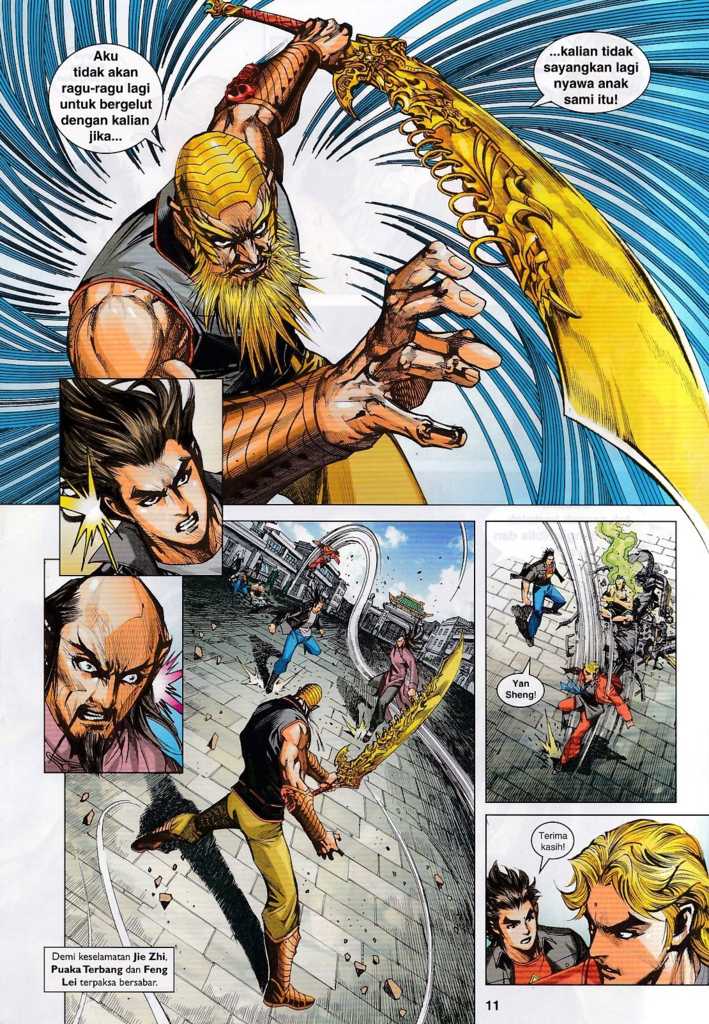 Aku
tidak akan
ragu-ragu lagi
untuk bergelut
dengan kalian
jika...
...kalian tidak
sayangkan lagi
nyawa anak
sami itu!
Yan
Sheng!
Terima
kasih!
Demi keselamatan Jie Zhi,
Puaka Terbang dan Feng
Lei terpaksa bersabar.
11